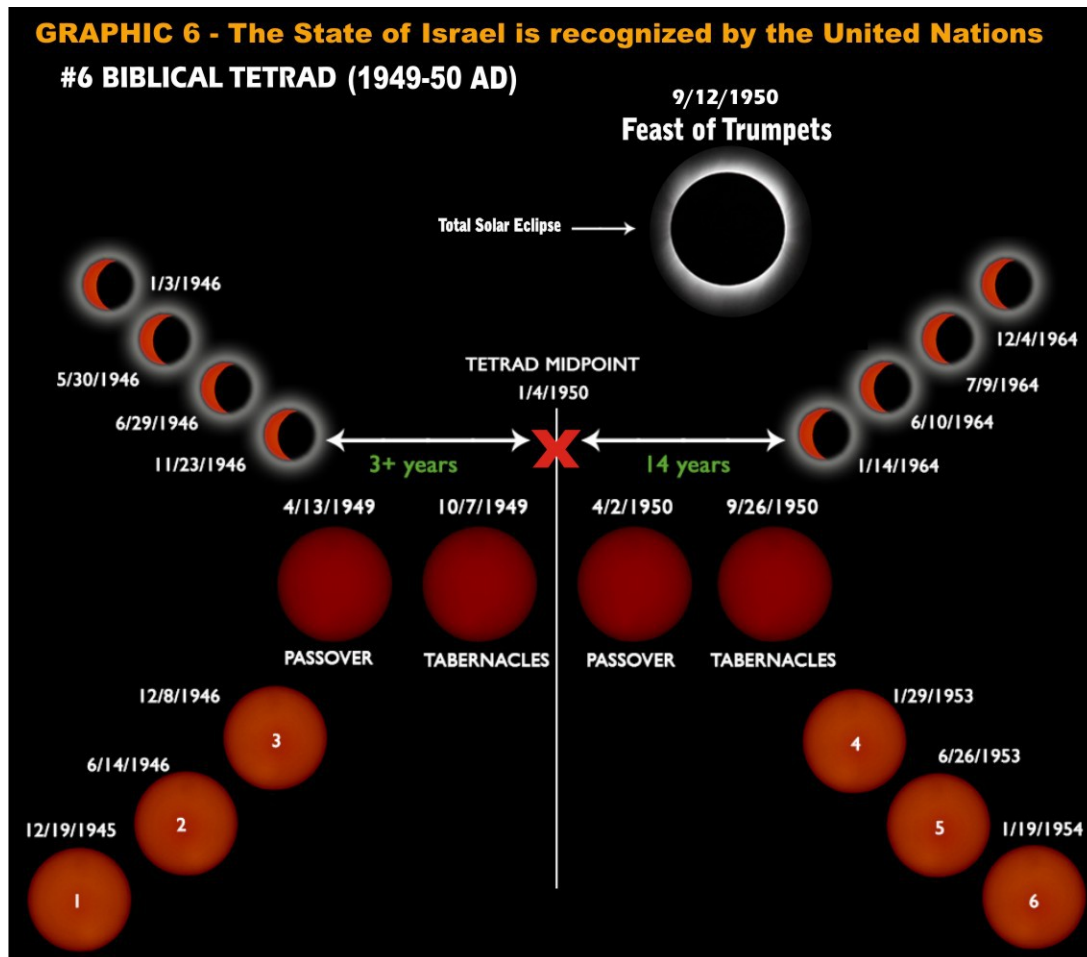 GRAPHIC 6 - The State of Israel is recognized by the United Nations
#6 BIBLICAL TETRAD (1949-50 AD)
9/12/1950
Feast of Trumpets
Total Solar Eclipse
1/3/1946
5/30/1946
6/29/1946
11/23/1946
TETRAD MIDPOINT
1/4/1950
X
12/4/1964
7/9/1964
6/10/1964
1/14/1964
3+ years
14 years
4/13/1949
10/7/1949
4/2/1950
9/26/1950
PASSOVER
TABERNACLES
PASSOVER
TABERNACLES
12/8/1946
3
6/14/1946
2
12/19/1945
1
1/29/1953
4
6/26/1953
5
1/19/1954
6